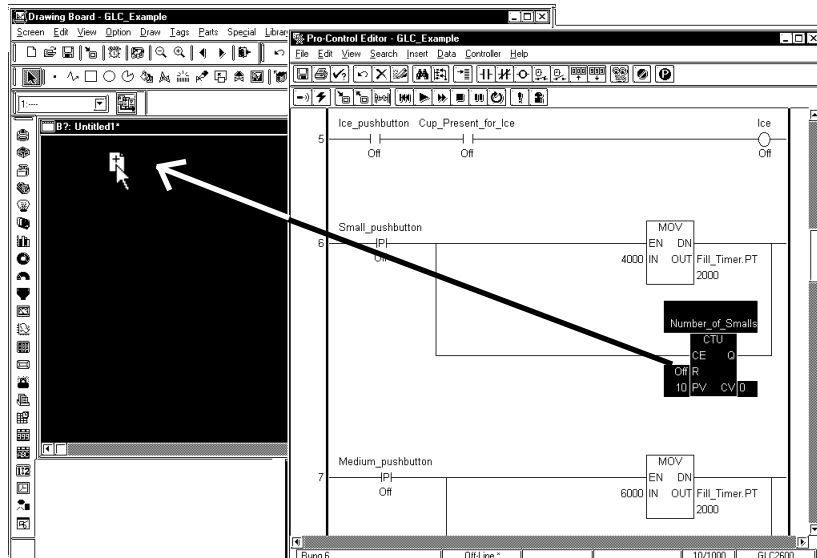 Drawing Board - GLC_Example
Screen Edit View Option Draw Tags Parts Special Librar
1:----
B?: Untitled1*
Pro-Control Editor - GLC_Example
File Edit View Search Insert Data Controller Help
Ice_pushbutton Cup_Present_for_Ice Ice
5
Off Off Off
Small_pushbutton MOV
6 P EN DN
Off 4000 IN OUT Fill_Timer.PT
2000
Number_of_Smalls
CTU
CE Q
Off R
10 PV CV 0
Medium_pushbutton MOV
7 P EN DN
Off 6000 IN OUT Fill_Timer.PT
2000
Rung 6 Off-Line * 10/1000 GLC2600